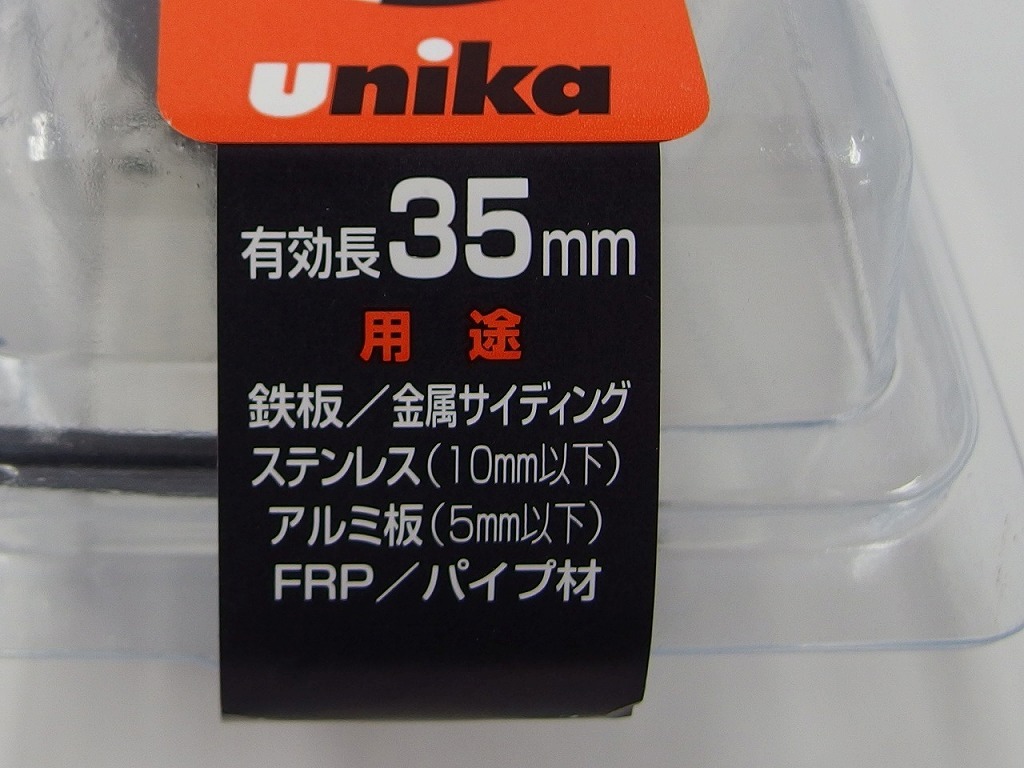 unika
有効長35mm
用途
鉄板／金属サイディング
ステンレス(10mm以下)
アルミ板(5mm以下)
FRP／パイプ材